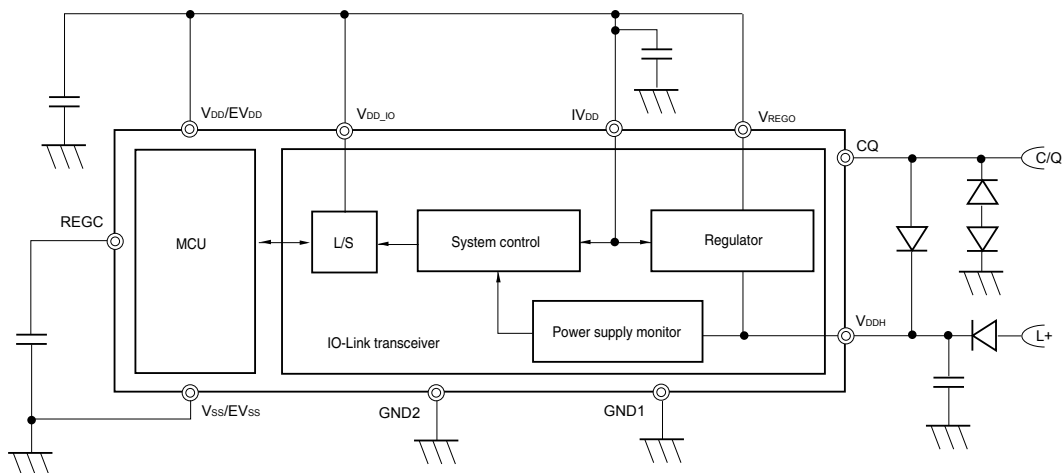 VDD/EVDD
VDD_IO
IVDD
VREGO
CQ
C/Q
REGC
MCU
L/S
System control
Regulator
VDDH
Power supply monitor
L+
IO-Link transceiver
VSS/EVSS
GND2
GND1